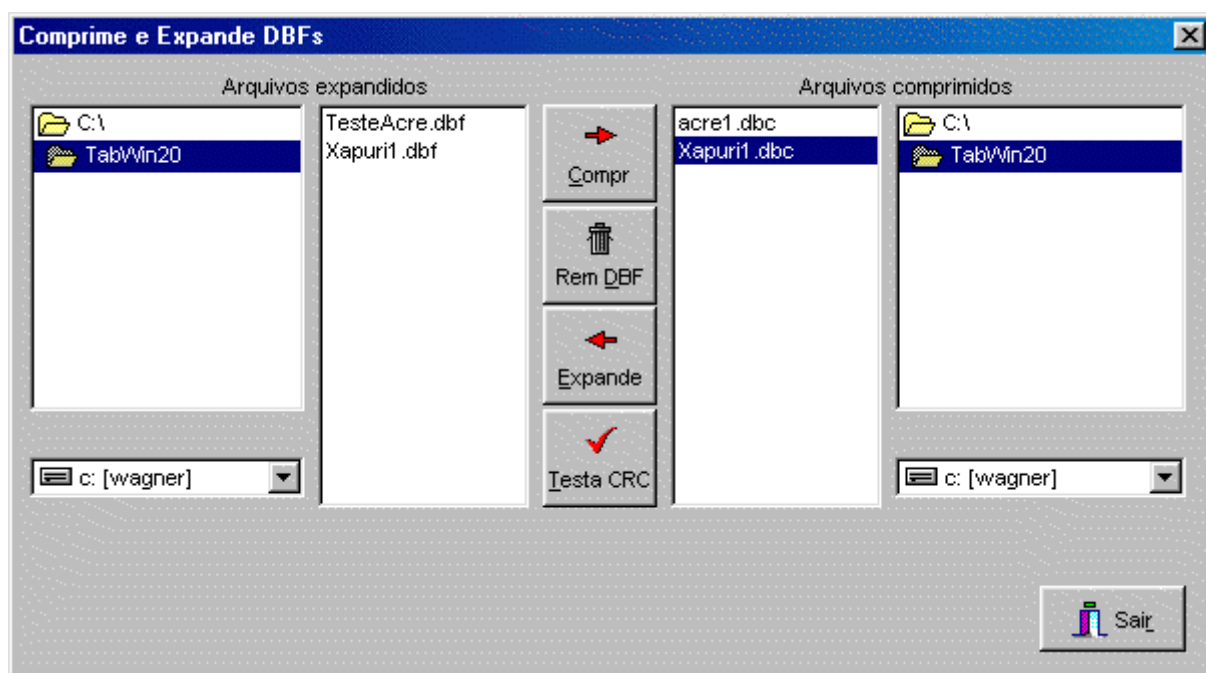 Comprime e Expande DBFs
Arquivos expandidos
Arquivos comprimidos
C:\
TabWin20
TesteAcre.dbf
Xapuri1.dbf
Compr
Rem DBF
Expande
Testa CRC
acre1.dbc
Xapuri1.dbc
C:\
TabWin20
c: [wagner]
c: [wagner]
Sair